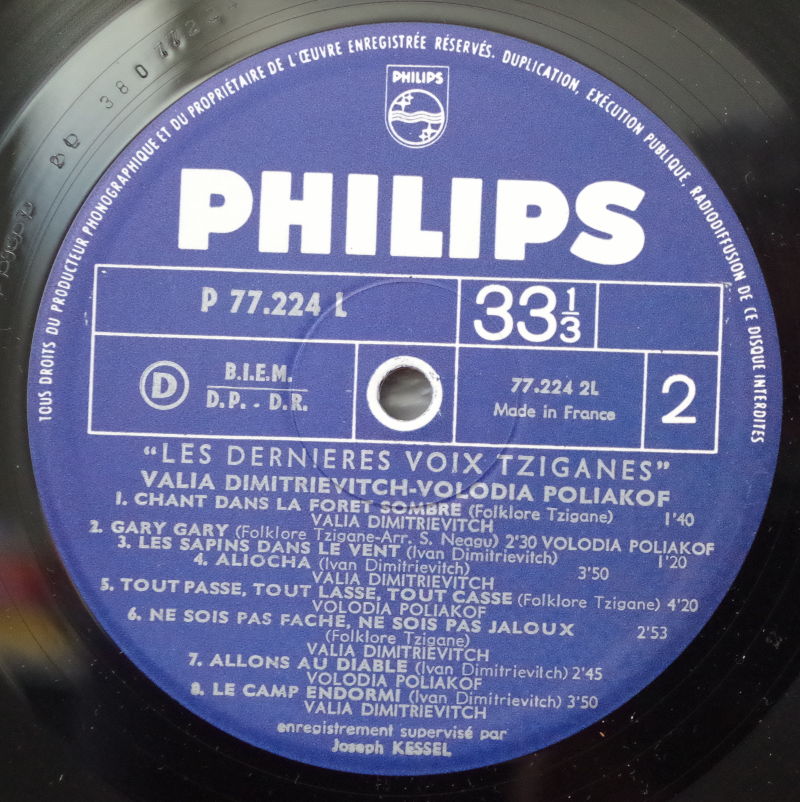 TOUS DROITS DU PRODUCTEUR PHONOGRAPHIQUE ET DU PROPRIÉTAIRE DE L'ŒUVRE ENREGISTRÉE RÉSERVÉS. DUPLICATION, EXÉCUTION PUBLIQUE, RADIODIFFUSION DE CE DISQUE INTERDITES
380
PHILIPS
PHILIPS
P 77.224 L
33 1/3
D
B.I.E.M.
D.P. - D.R.
77.224 2L
Made in France
2
"LES DERNIERES VOIX TZIGANES"
VALIA DIMITRIEVITCH-VOLODIA POLIAKOF
1. CHANT DANS LA FORET SOMBRE (Folklore Tzigane) 1'40
VALIA DIMITRIEVITCH
2. GARY GARY (Folklore Tzigane-Arr. S. Neagu) 2'30 VOLODIA POLIAKOF
3. LES SAPINS DANS LE VENT (Ivan Dimitrievitch) 1'20
4. ALIOCHA (Ivan Dimitrievitch) 3'50
VALIA DIMITRIEVITCH
5. TOUT PASSE, TOUT LASSE, TOUT CASSE (Folklore Tzigane) 4'20
VOLODIA POLIAKOF
6. NE SOIS PAS FACHE, NE SOIS PAS JALOUX 2'53
(Folklore Tzigane)
VALIA DIMITRIEVITCH
7. ALLONS AU DIABLE (Ivan Dimitrievitch) 2'45
VOLODIA POLIAKOF
8. LE CAMP ENDORMI (Ivan Dimitrievitch) 3'50
VALIA DIMITRIEVITCH
enregistrement supervisé par
Joseph KESSEL